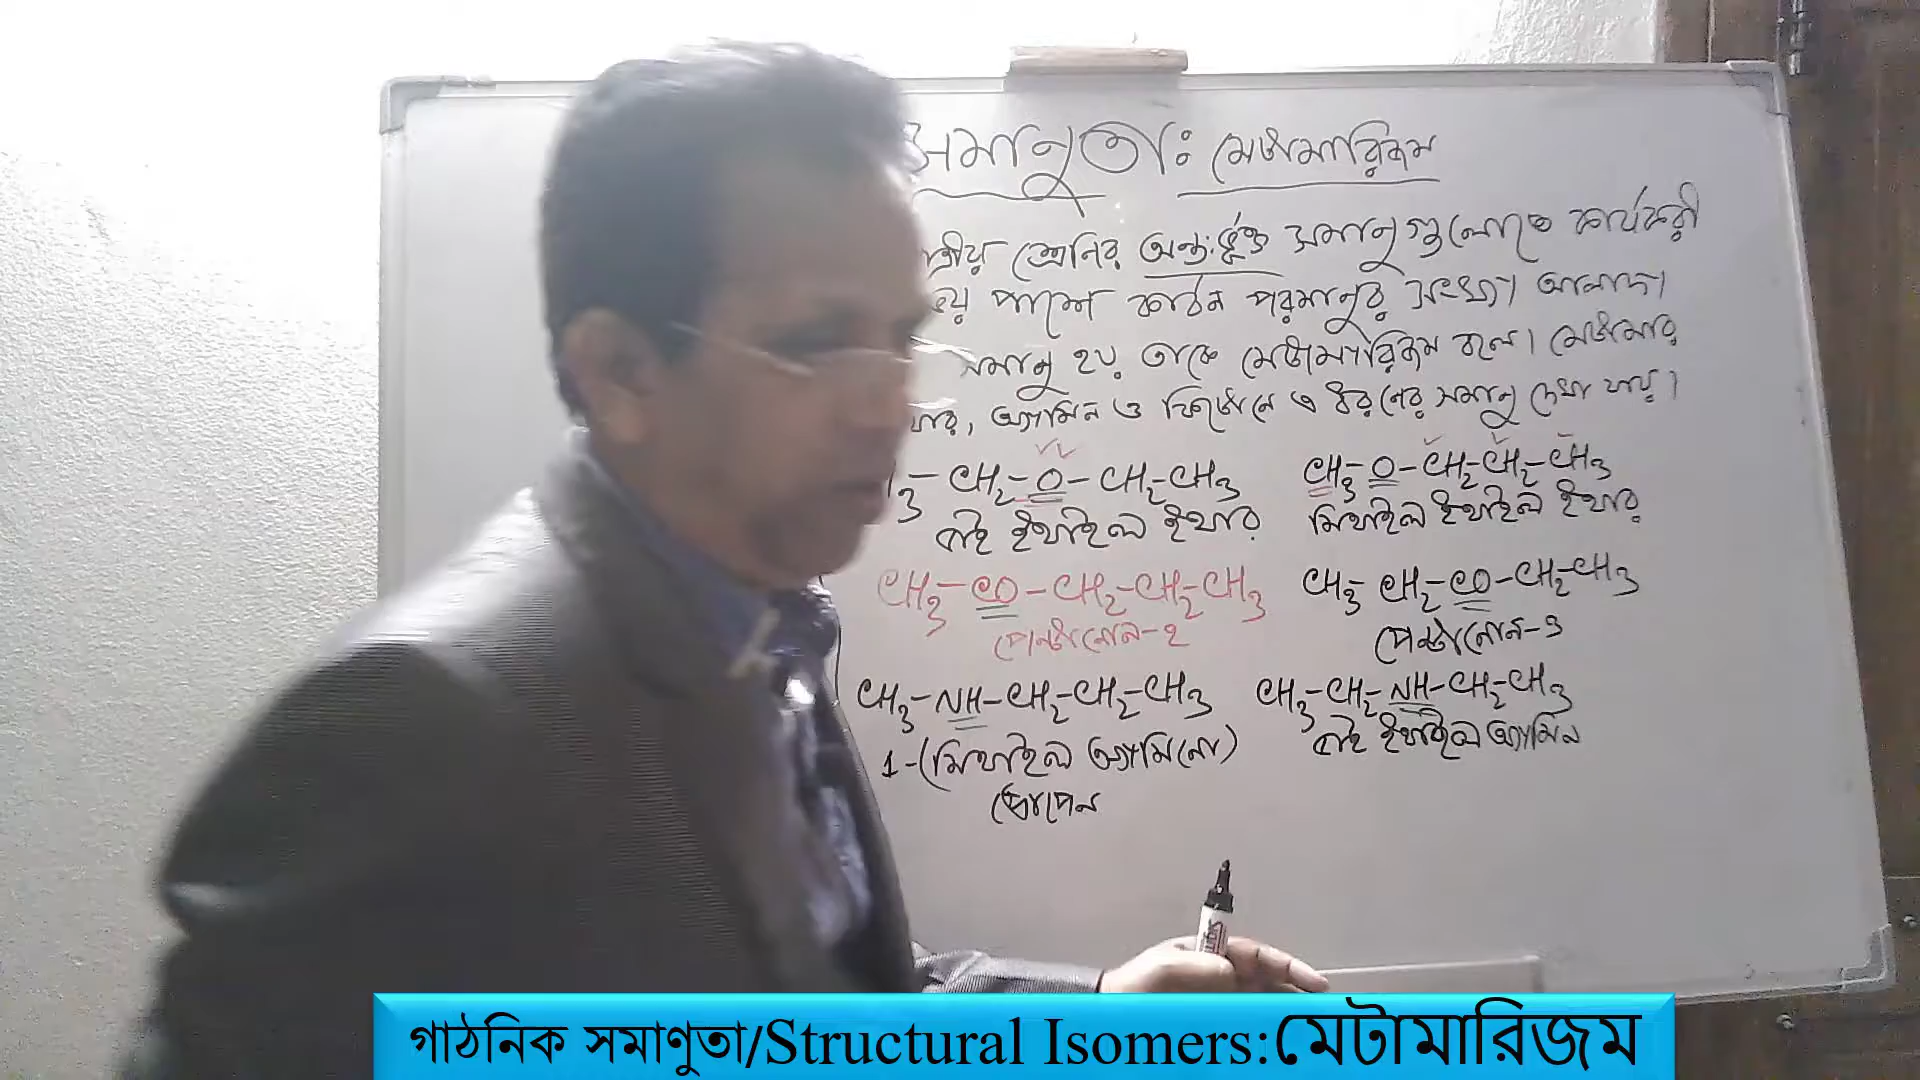 সমানুতাঃ মেটামারিজম
শ্রেনির অন্তঃর্ভুক্ত সমানুগুলোতে কার্যকরী
পাশে কার্বন পরমানুর সংখ্যা আলাদা
সমানু হয় তাকে মেটাম্যারিজম বলে। মেটামার
অ্যামিন ও কিটোনে এ ধরনের সমানু দেখা যায়।
3-CH2-O-CH2-CH3 CH3-O-CH2-CH2-CH3
ডাই ইথাইল ইথার মিথাইল ইথাইল ইথার
CH3-CO-CH2-CH2-CH3 CH3-CH2-CO-CH2-CH3
পেন্টানোন-২ পেন্টানোন-৩
CH3-NH-CH2-CH2-CH3 CH3-CH2-NH-CH2-CH3
1-(মিথাইল অ্যামিনো) ডাই ইথাইল অ্যামিন
প্রোপেন
গাঠনিক সমাণুতা/Structural Isomers:মেটামারিজম